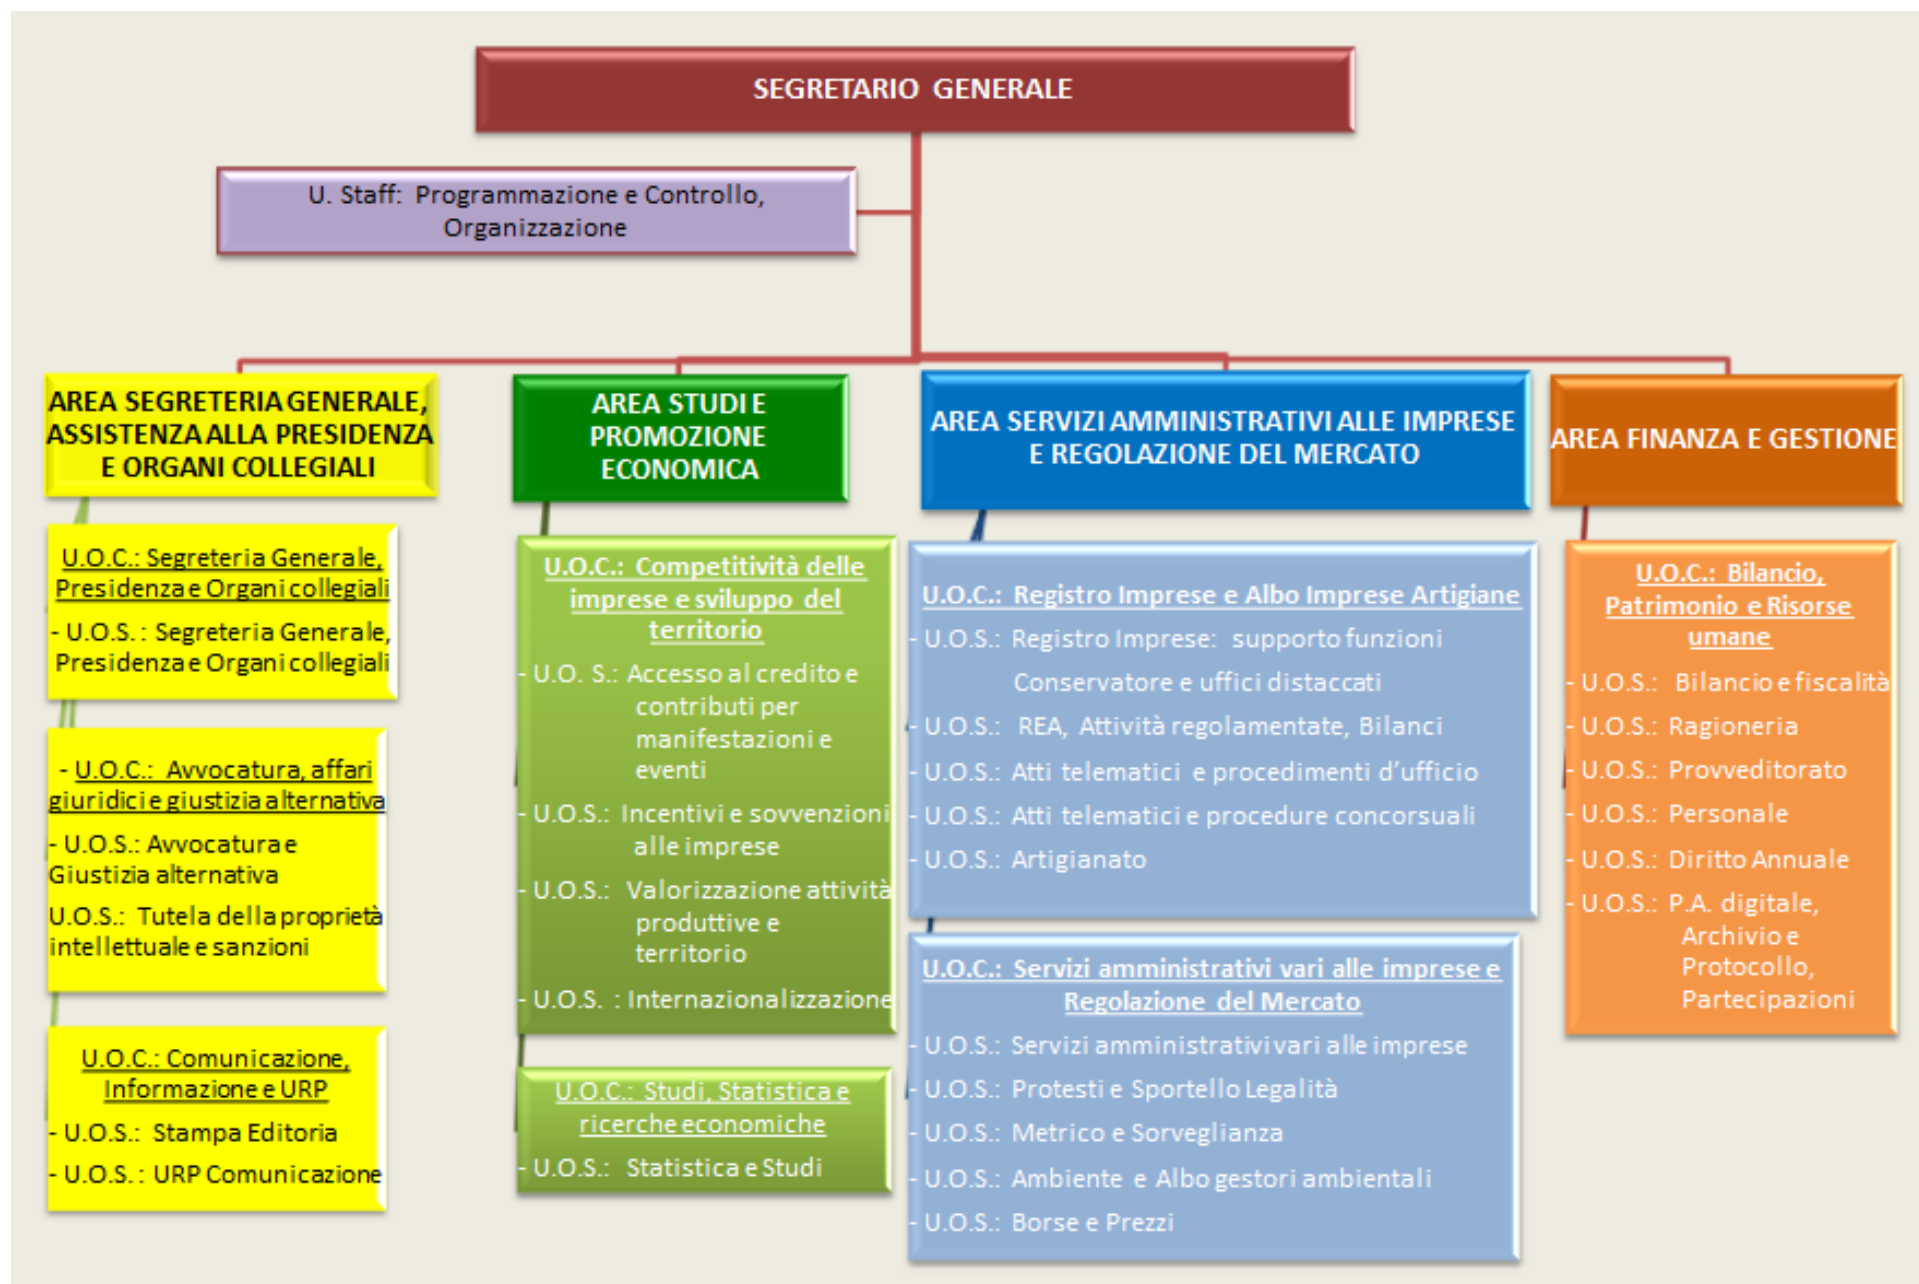 SEGRETARIO GENERALE
U. Staff: Programmazione e Controllo,
Organizzazione
AREA SEGRETERIA GENERALE,
ASSISTENZA ALLA PRESIDENZA
E ORGANI COLLEGIALI
U.O.C.: Segreteria Generale,
Presidenza e Organi collegiali
- U.O.S. : Segreteria Generale,
Presidenza e Organi collegiali
- U.O.C.: Avvocatura, affari
giuridici e giustizia alternativa
- U.O.S.: Avvocatura e
Giustizia alternativa
U.O.S.: Tutela della proprietà
intellettuale e sanzioni
U.O.C.: Comunicazione,
Informazione e URP
- U.O.S.: Stampa Editoria
- U.O.S. : URP Comunicazione
AREA STUDI E
PROMOZIONE
ECONOMICA
U.O.C.: Competitività delle
imprese e sviluppo del
territorio
- U.O. S.: Accesso al credito e
contributi per
manifestazioni e
eventi
- U.O.S.: Incentivi e sovvenzioni
alle imprese
- U.O.S.: Valorizzazione attività
produttive e
territorio
- U.O.S. : Internazionalizzazione
U.O.C.: Studi, Statistica e
ricerche economiche
- U.O.S.: Statistica e Studi
AREA SERVIZI AMMINISTRATIVI ALLE IMPRESE
E REGOLAZIONE DEL MERCATO
U.O.C.: Registro Imprese e Albo Imprese Artigiane
- U.O.S.: Registro Imprese: supporto funzioni
Conservatore e uffici distaccati
- U.O.S.: REA, Attività regolamentate, Bilanci
- U.O.S.: Atti telematici e procedimenti d’ufficio
- U.O.S.: Atti telematici e procedure concorsuali
- U.O.S.: Artigianato
U.O.C.: Servizi amministrativi vari alle imprese e
Regolazione del Mercato
- U.O.S.: Servizi amministrativi vari alle imprese
- U.O.S.: Protesti e Sportello Legalità
- U.O.S.: Metrico e Sorveglianza
- U.O.S.: Ambiente e Albo gestori ambientali
- U.O.S.: Borse e Prezzi
AREA FINANZA E GESTIONE
U.O.C.: Bilancio,
Patrimonio e Risorse
umane
- U.O.S.: Bilancio e fiscalità
- U.O.S.: Ragioneria
- U.O.S.: Provveditorato
- U.O.S.: Personale
- U.O.S.: Diritto Annuale
- U.O.S.: P.A. digitale,
Archivio e
Protocollo,
Partecipazioni